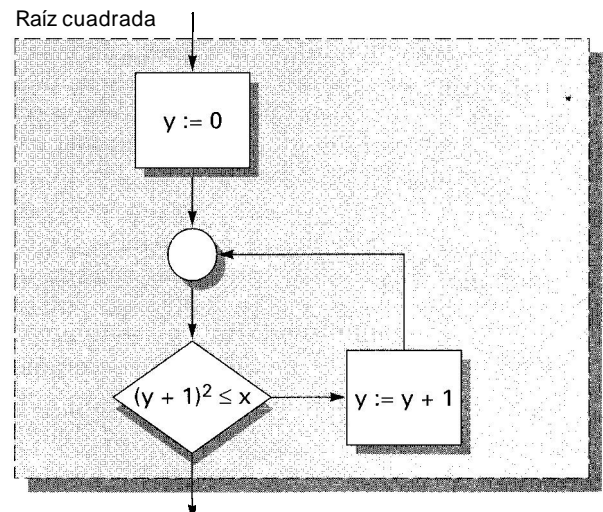 Raíz cuadrada
y := 0
(y + 1)² ≤ x
y := y + 1